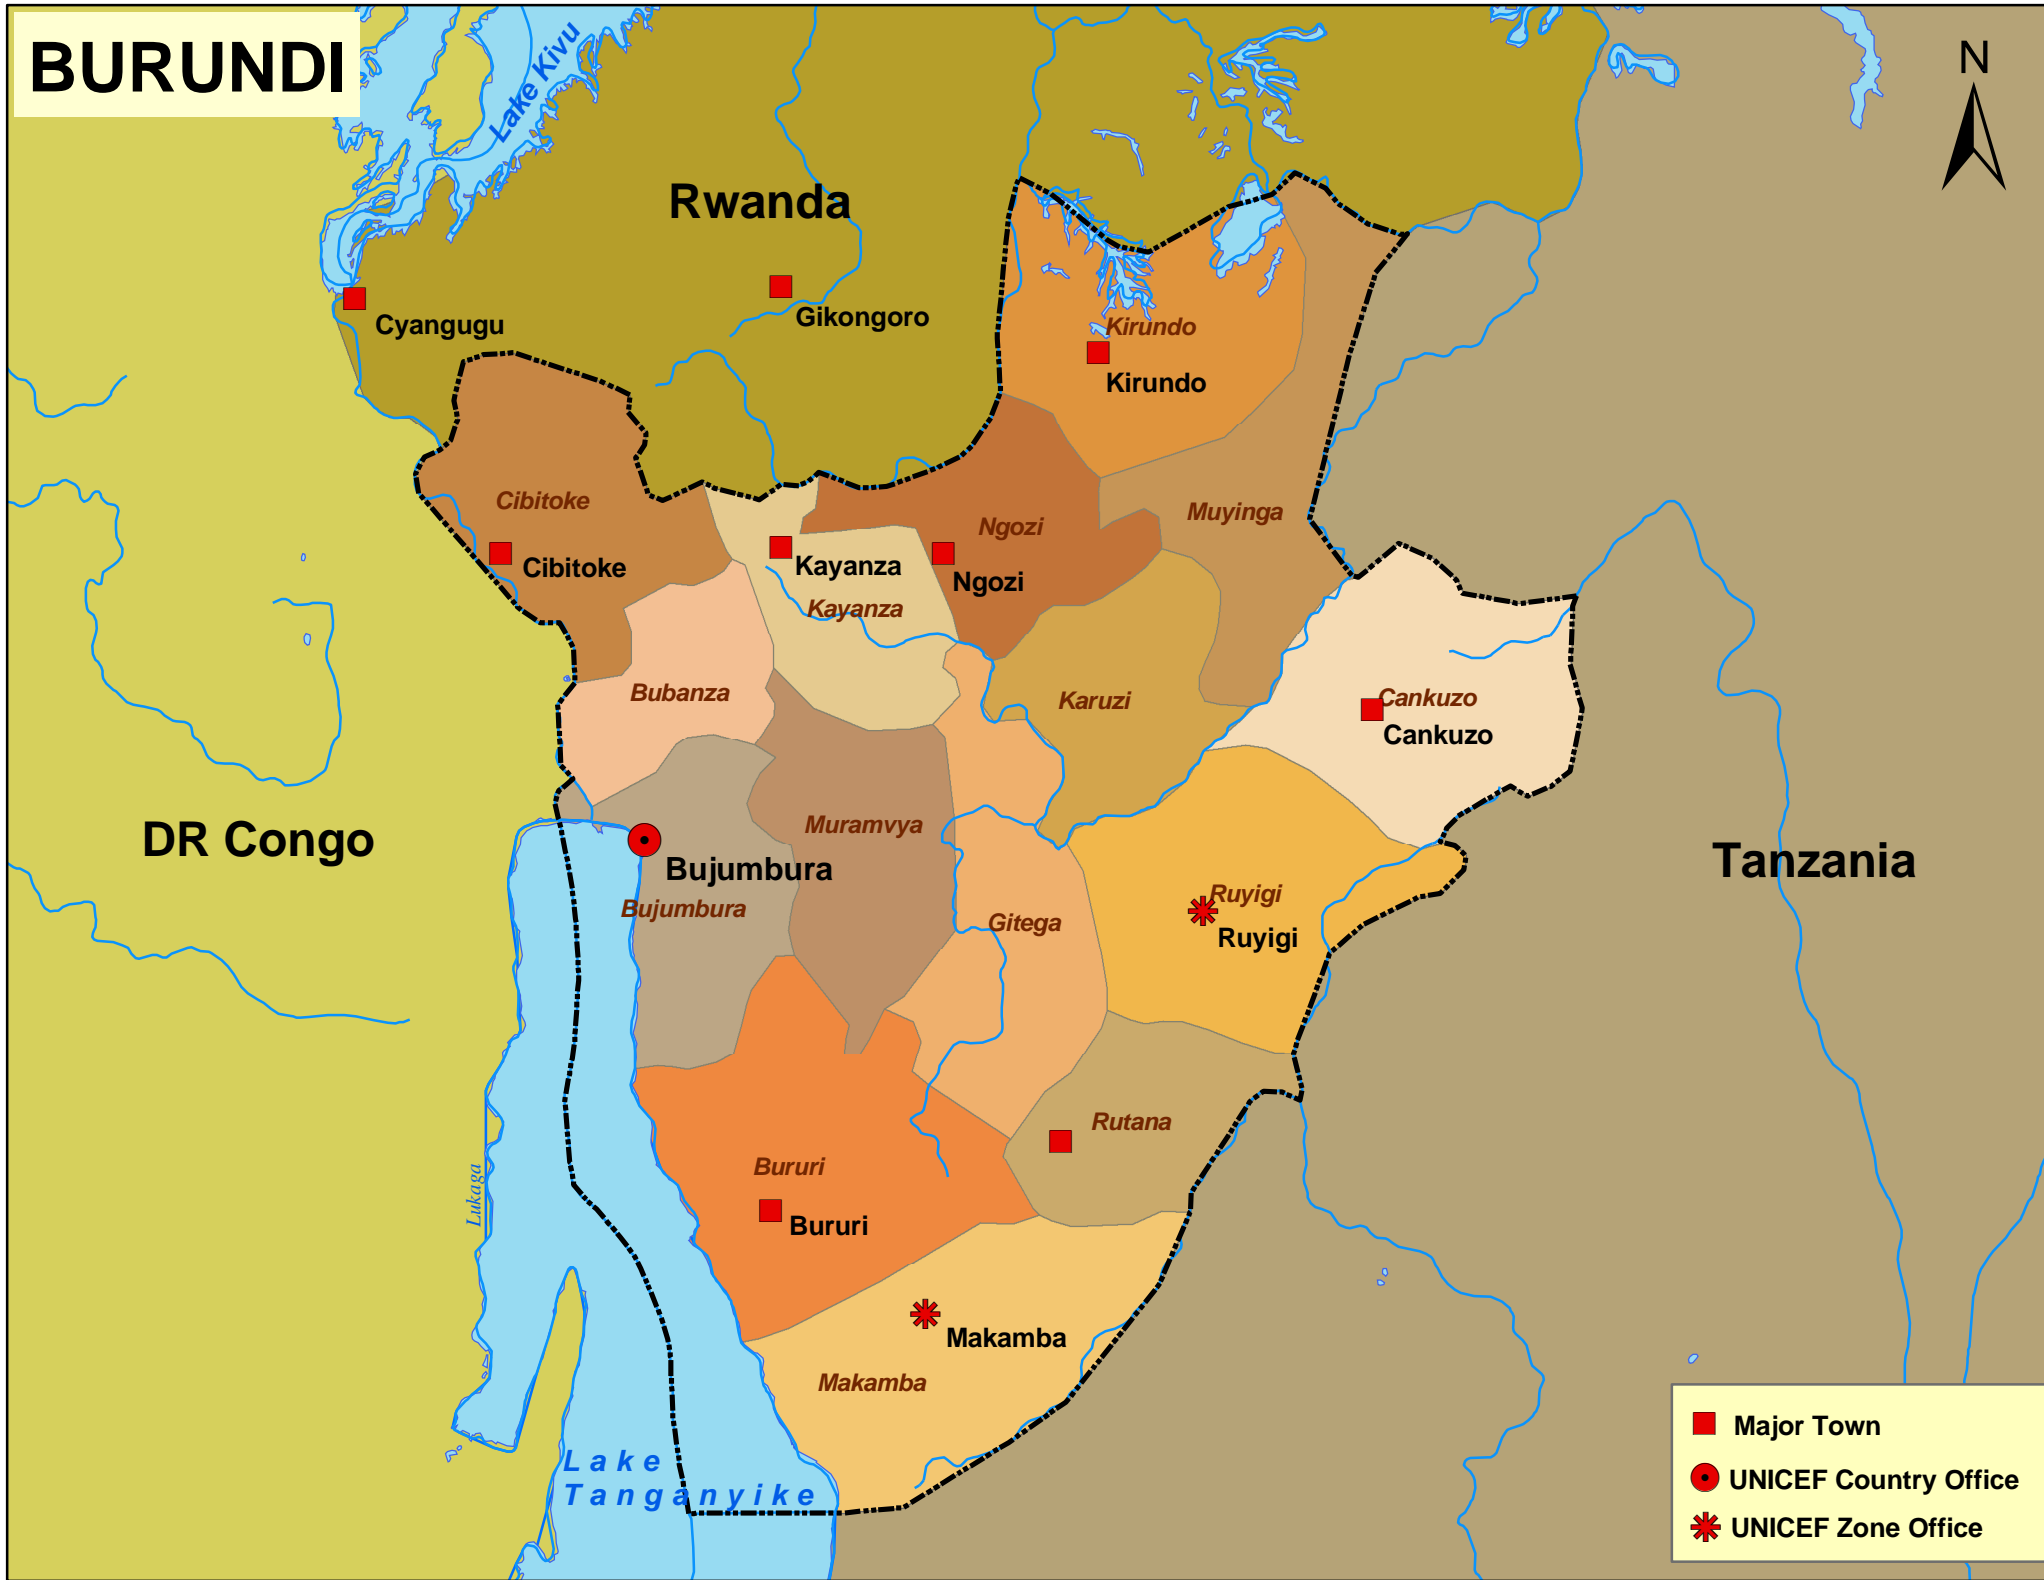 BURUNDI
Lake Kivu
N
Rwanda
Cyangugu
Gikongoro
Kirundo
Kirundo
Cibitoke
Cibitoke
Kayanza
Kayanza
Ngozi
Ngozi
Muyinga
Bubanza
Karuzi
Cankuzo
Cankuzo
DR Congo
Muramvya
Bujumbura
Bujumbura
Gitega
Ruyigi
Ruyigi
Tanzania
Rutana
Lukaga
Bururi
Bururi
Makamba
Makamba
Lake
Tanganyike
Major Town
UNICEF Country Office
UNICEF Zone Office